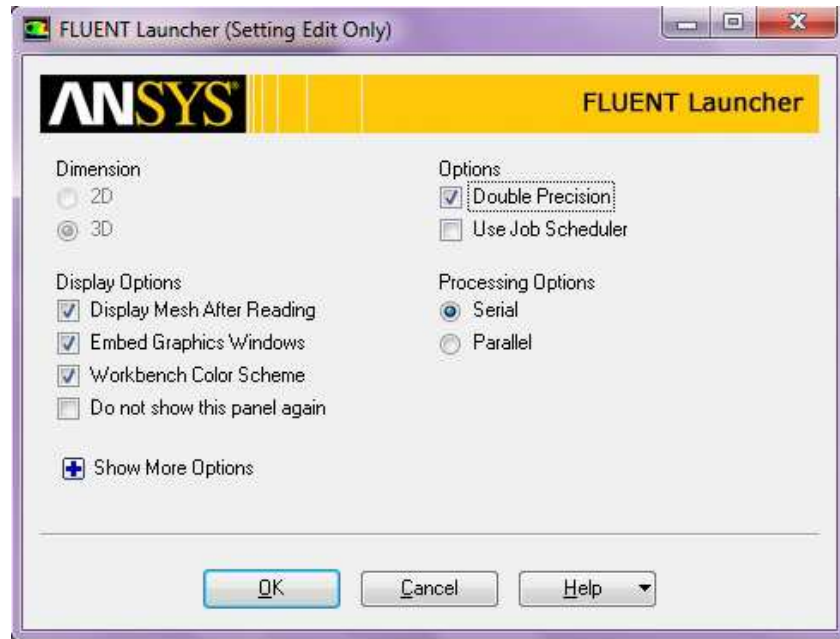 FLUENT Launcher (Setting Edit Only)
ANSYS®
FLUENT Launcher
Dimension
2D
3D
Options
Double Precision
Use Job Scheduler
Display Options
Display Mesh After Reading
Embed Graphics Windows
Workbench Color Scheme
Do not show this panel again
Processing Options
Serial
Parallel
Show More Options
OK
Cancel
Help